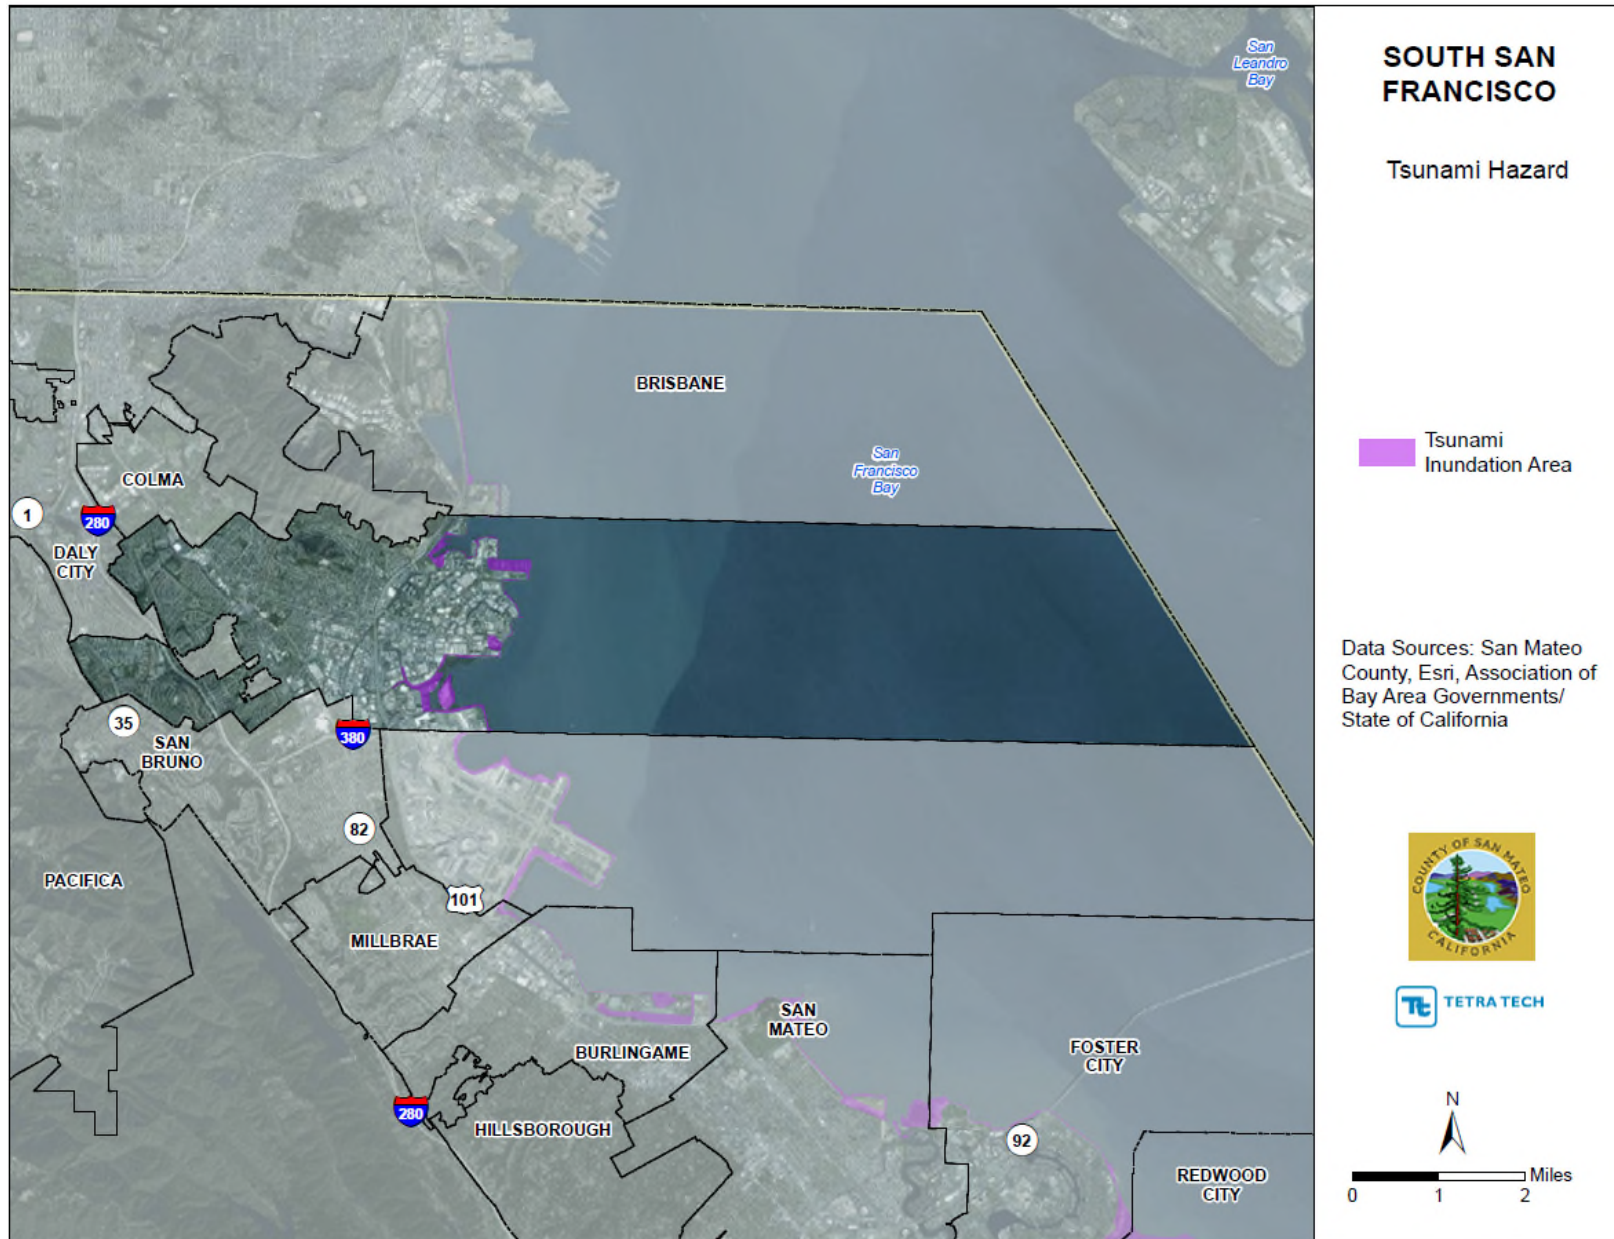 SOUTH SAN
FRANCISCO
Tsunami Hazard
San
Leandro
Bay
BRISBANE
San
Francisco
Bay
Tsunami
Inundation Area
COLMA
1
280
DALY
CITY
Data Sources: San Mateo
County, Esri, Association of
Bay Area Governments/
State of California
35
SAN
BRUNO
380
82
PACIFICA
101
MILLBRAE
COUNTY OF SAN MATEO
CALIFORNIA
Tt TETRA TECH
SAN
MATEO
BURLINGAME
FOSTER
CITY
280
HILLSBOROUGH
92
REDWOOD
CITY
N
Miles
0 1 2